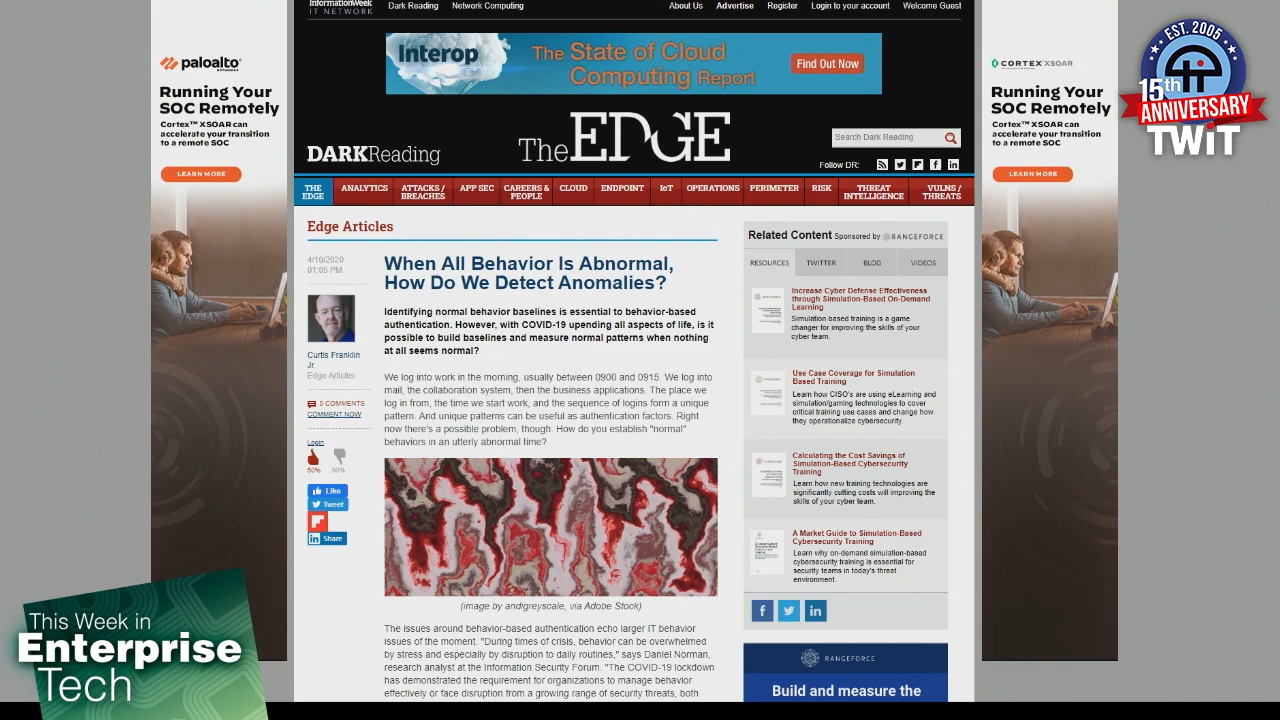 InformationWeek
IT NETWORK
Dark Reading
Network Computing
About Us
Advertise
Register
Login to your account
Welcome Guest
Interop
The State of Cloud
Computing Report
Find Out Now
DARKReading
The EDGE
Search Dark Reading
Follow DR:
THE EDGE
ANALYTICS
ATTACKS / BREACHES
APP SEC
CAREERS & PEOPLE
CLOUD
ENDPOINT
IoT
OPERATIONS
PERIMETER
RISK
THREAT INTELLIGENCE
VULNS / THREATS
paloalto
NETWORKS
Running Your
SOC Remotely
Cortex™ XSOAR can
accelerate your transition
to a remote SOC
LEARN MORE
Edge Articles
4/10/2020
01:05 PM
Curtis Franklin
Jr.
Edge Articles
0 COMMENTS
COMMENT NOW
Login
50%
50%
Like
Tweet
Share
When All Behavior Is Abnormal,
How Do We Detect Anomalies?
Identifying normal behavior baselines is essential to behavior-based
authentication. However, with COVID-19 upending all aspects of life, is it
possible to build baselines and measure normal patterns when nothing
at all seems normal?
We log into work in the morning, usually between 0900 and 0915. We log into
mail, the collaboration system, then the business applications. The place we
log in from, the time we start work, and the sequence of logins form a unique
pattern. And unique patterns can be useful as authentication factors. Right
now there's a possible problem, though: How do you establish "normal"
behaviors in an utterly abnormal time?
(image by andigreyscale, via Adobe Stock)
The issues around behavior-based authentication echo larger IT behavior
issues of the moment. "During times of crisis, behavior can be overwhelmed
by stress and especially by disruption to daily routines," says Daniel Norman,
research analyst at the Information Security Forum. "The COVID-19 lockdown
has demonstrated the requirement for organizations to manage behavior
effectively or face disruption from a growing range of security threats, both
Related Content Sponsored by RANGEFORCE
RESOURCES
TWITTER
BLOG
VIDEOS
Increase Cyber Defense Effectiveness
through Simulation-Based On-Demand
Learning
Simulation based training is a game
changer for improving the skills of your
cyber team.
Use Case Coverage for Simulation
Based Training
Learn how CISO's are using eLearning and
simulation/gaming technologies to cover
critical training use cases and change how
they operationalize cybersecurity.
Calculating the Cost Savings of
Simulation-Based Cybersecurity
Training
Learn how new training technologies are
significantly cutting costs will improving the
skills of your cyber team.
A Market Guide to Simulation-Based
Cybersecurity Training
Learn why on-demand simulation-based
cybersecurity training is essential for
security teams in today's threat
environment.
RANGEFORCE
Build and measure the
CORTEX XSOAR
Running Your
SOC Remotely
Cortex™ XSOAR can
accelerate your transition
to a remote SOC
LEARN MORE
EST. 2005
15th
ANNIVERSARY
TWiT
This Week in
Enterprise
Tech